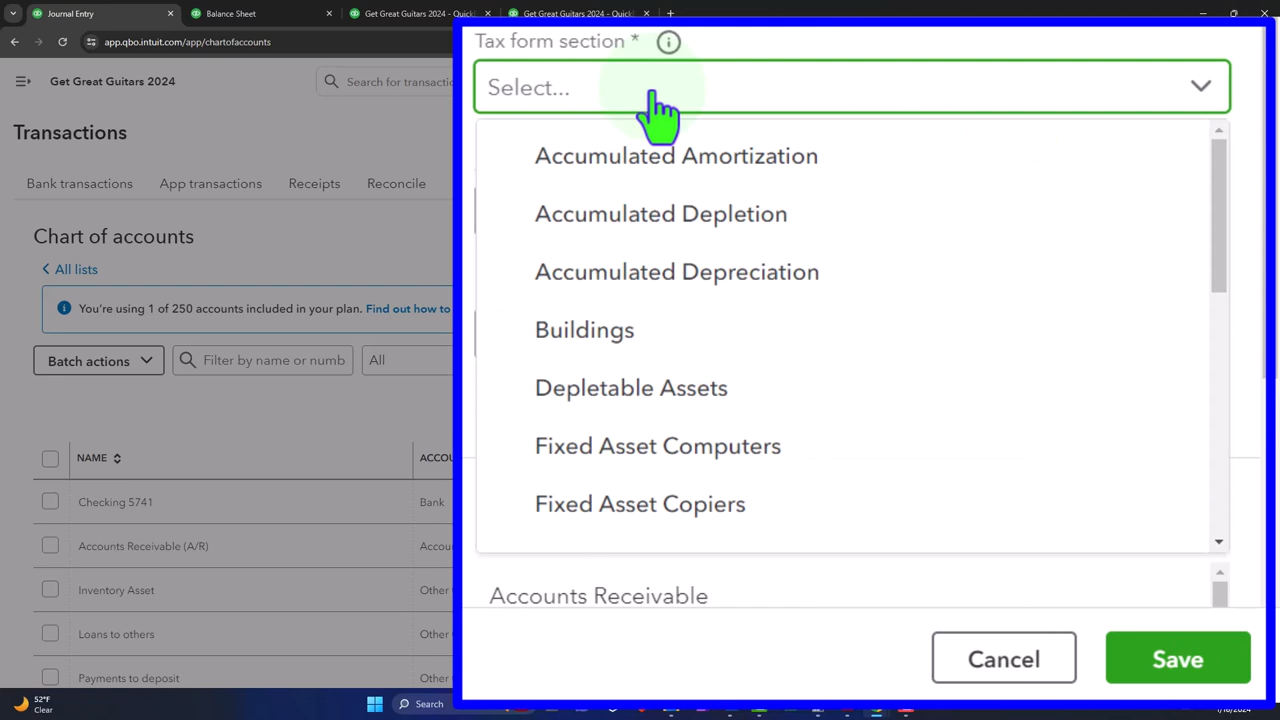 Journal Entry
Balance Sheet
Get Great Guitars 2024 - Quick
Get Great Guitars 2024 - Quick
app.qbo.intuit.com/app/chartofaccounts
Get Great Guitars 2024
Search for transactio
Transactions
Bank transactions
App transactions
Receipts
Reconcile
Chart of accounts
All lists
You're using 1 of 250 accounts included in your plan. Find out how to
Batch actions
Filter by name or numb
All
NAME
ACCOU
Checking 5741
Bank
Accounts Receivable (A/R)
Accou
Inventory Asset
Other
Loans to others
Other
Payments to deposit
Other
Tax form section *
Select...
Accumulated Amortization
Accumulated Depletion
Accumulated Depreciation
Buildings
Depletable Assets
Fixed Asset Computers
Fixed Asset Copiers
Accounts Receivable
Cancel
Save
52°F
Clear
Search